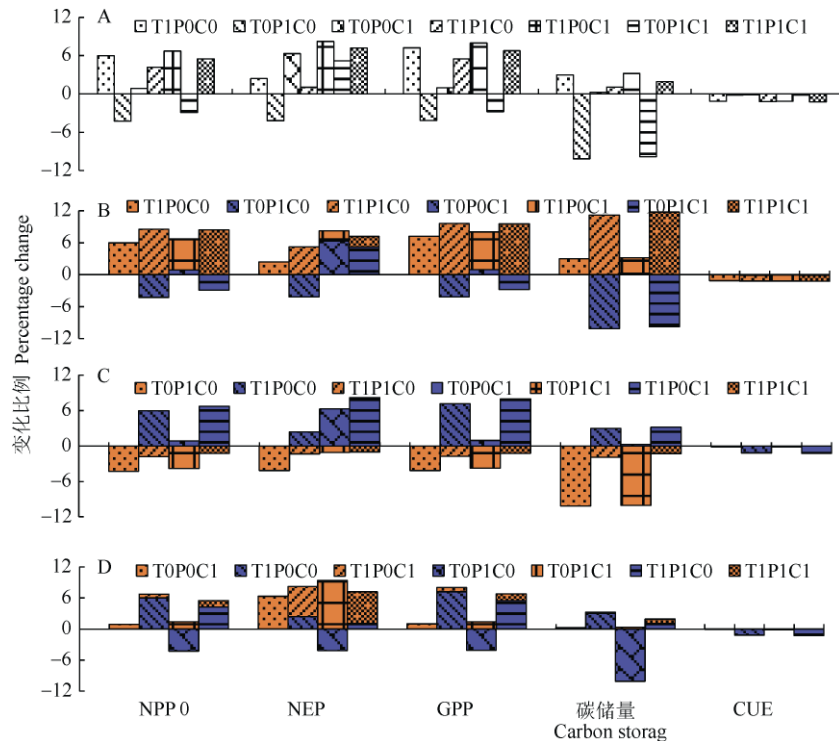 12
A
T1P0C0 T0P1C0 T0P0C1 T1P1C0 T1P0C1 T0P1C1 T1P1C1
6
0
−6
−12
12
B
T1P0C0 T0P1C0 T1P1C0 T0P0C1 T1P0C1 T0P1C1 T1P1C1
6
0
−6
−12
12
C
T0P1C0 T1P0C0 T1P1C0 T0P0C1 T0P1C1 T1P0C1 T1P1C1
6
0
−6
−12
12
D
T0P0C1 T1P0C0 T1P0C1 T0P1C0 T0P1C1 T1P1C0 T1P1C1
6
0
−6
−12
变化比例 Percentage change
NPP 0 NEP GPP 碳储量 CUE
Carbon storag